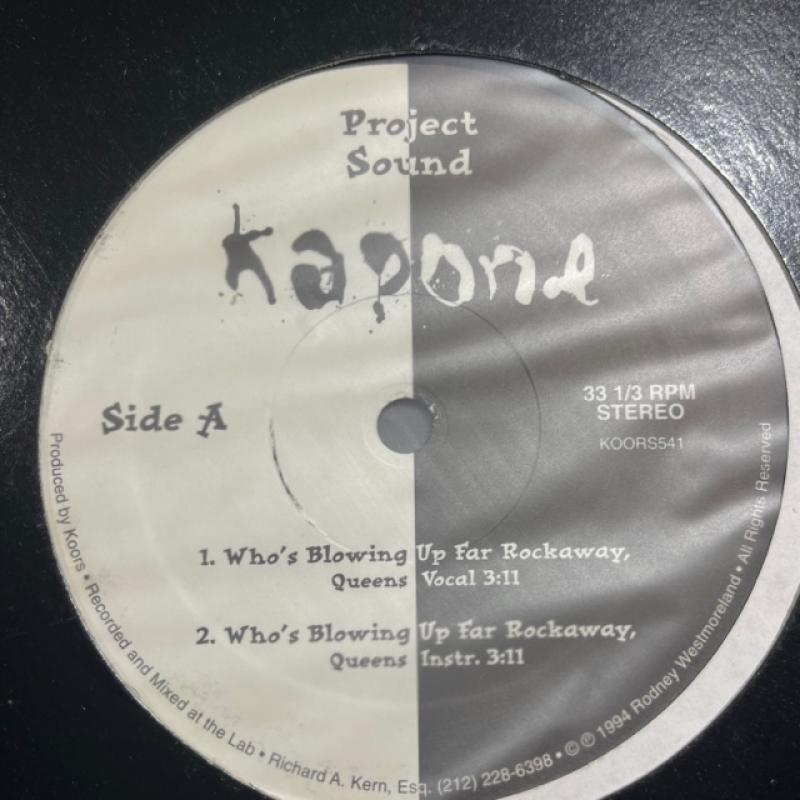 Project
Sound
Kapone
Side A
33 1/3 RPM
STEREO
KOORS541
1. Who's Blowing Up Far Rockaway,
Queens Vocal 3:11
2. Who's Blowing Up Far Rockaway,
Queens Instr. 3:11
Produced by Koors • Recorded and Mixed at the Lab • Richard A. Kern, Esq. (212) 228-6398 • © ℗ 1994 Rodney Westmoreland • All Rights Reserved